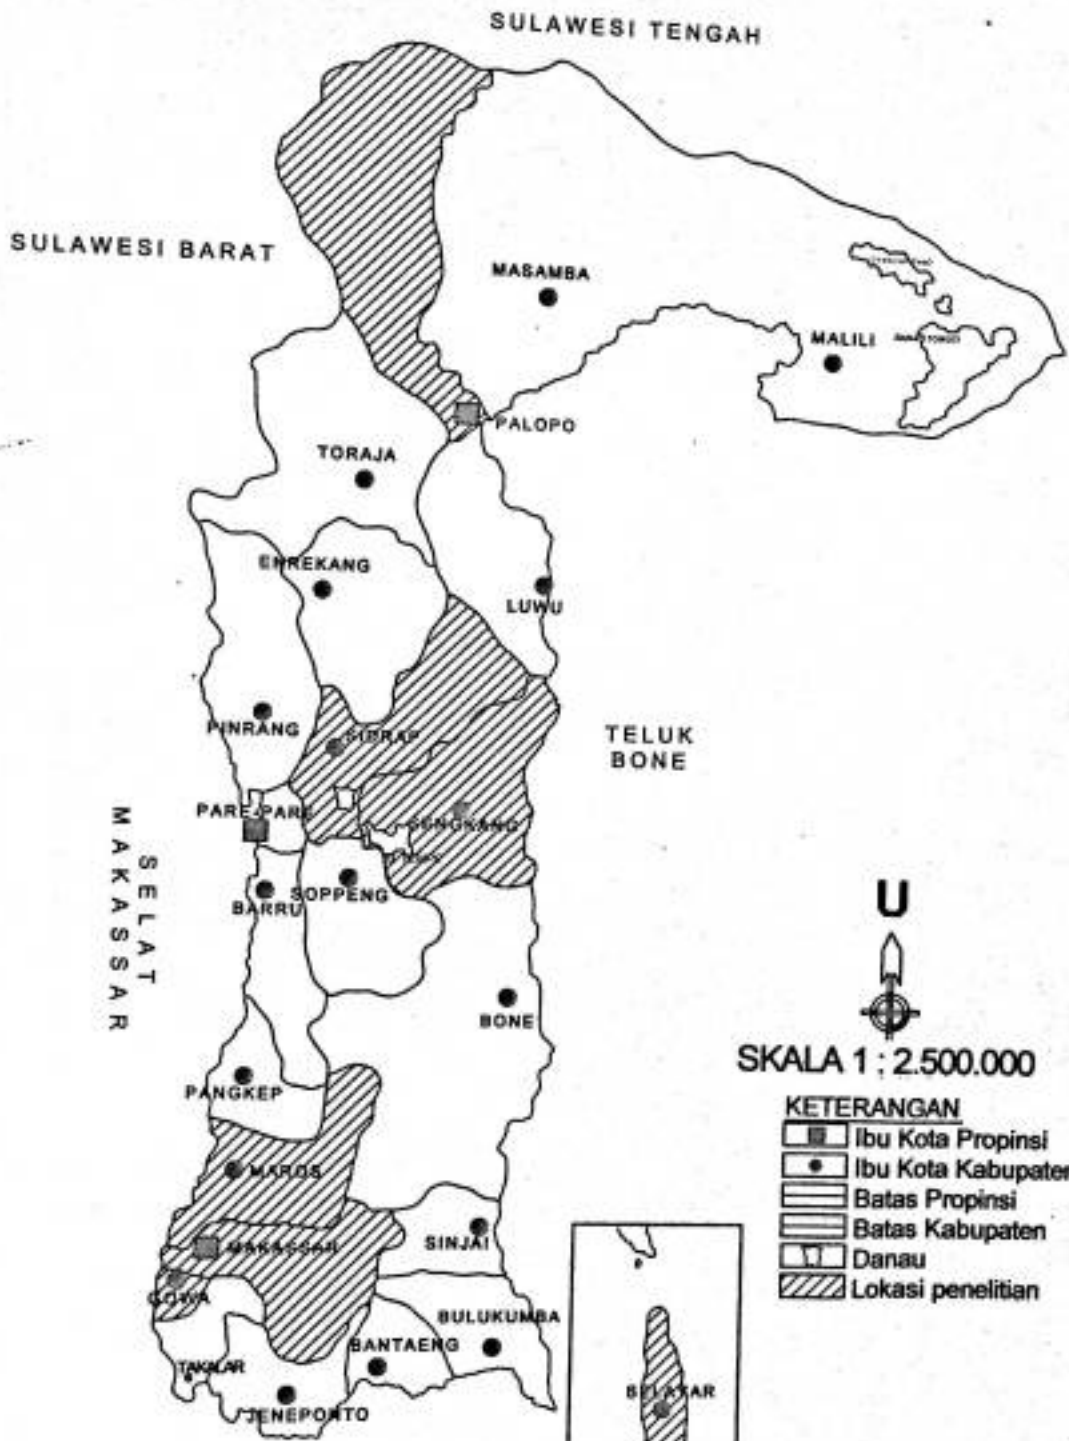 SULAWESI TENGAH
SULAWESI BARAT
MASAMBA
MALILI
PALOPO
TORAJA
ENREKANG
LUWU
PINRANG
SIDRAP
TELUK
BONE
PARE-PARE
SENGKANG
SELAT
MAKASSAR
SOPPENG
BARRU
U
BONE
SKALA 1 : 2.500.000
PANGKEP
KETERANGAN
Ibu Kota Propinsi
Ibu Kota Kabupaten
Batas Propinsi
Batas Kabupaten
Danau
Lokasi penelitian
MAROS
MAKASSAR
SINJAI
GOWA
BULUKUMBA
BANTAENG
TAKALAR
JENEPONTO
SELAYAR